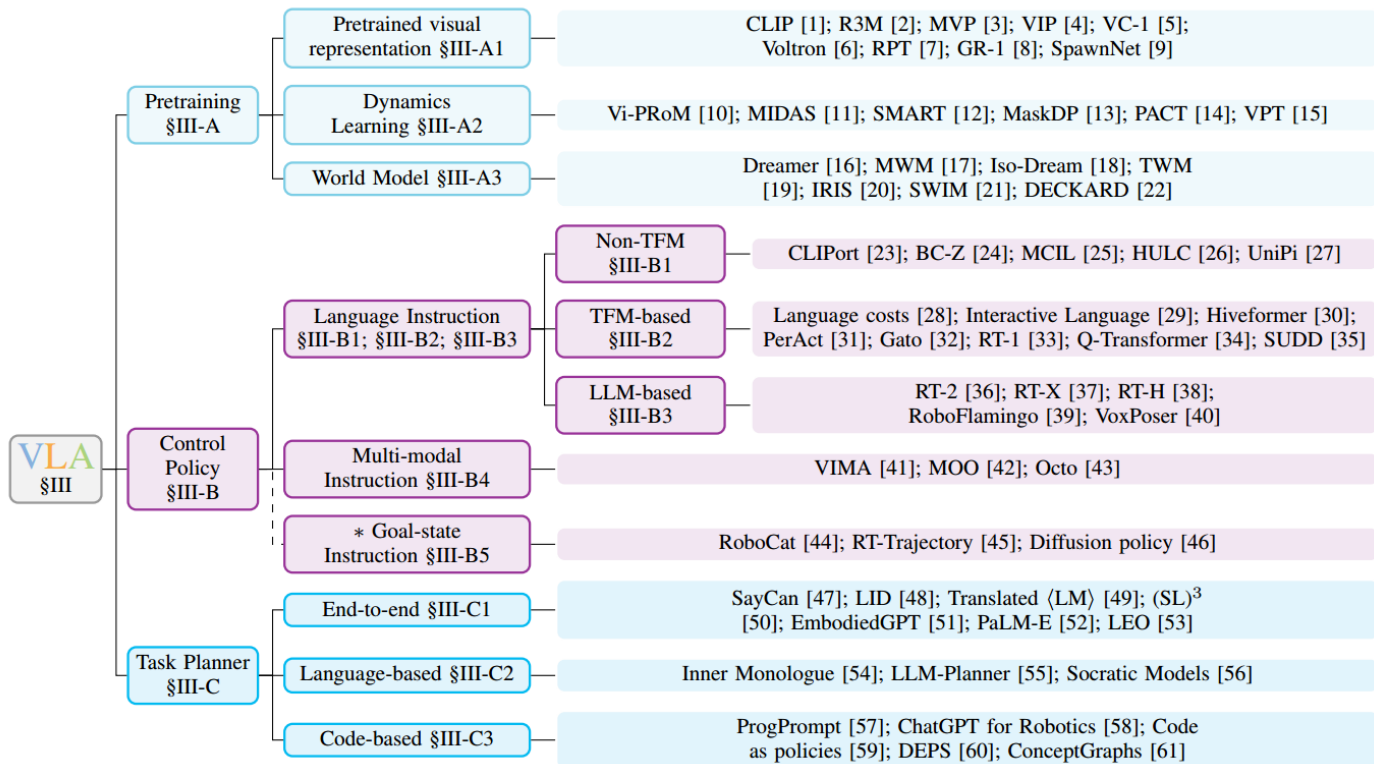 VLA
§III
Pretraining
§III-A
Pretrained visual
representation §III-A1
CLIP [1]; R3M [2]; MVP [3]; VIP [4]; VC-1 [5];
Voltron [6]; RPT [7]; GR-1 [8]; SpawnNet [9]
Dynamics
Learning §III-A2
Vi-PRoM [10]; MIDAS [11]; SMART [12]; MaskDP [13]; PACT [14]; VPT [15]
World Model §III-A3
Dreamer [16]; MWM [17]; Iso-Dream [18]; TWM
[19]; IRIS [20]; SWIM [21]; DECKARD [22]
Control
Policy
§III-B
Language Instruction
§III-B1; §III-B2; §III-B3
Non-TFM
§III-B1
CLIPort [23]; BC-Z [24]; MCIL [25]; HULC [26]; UniPi [27]
TFM-based
§III-B2
Language costs [28]; Interactive Language [29]; Hiveformer [30];
PerAct [31]; Gato [32]; RT-1 [33]; Q-Transformer [34]; SUDD [35]
LLM-based
§III-B3
RT-2 [36]; RT-X [37]; RT-H [38];
RoboFlamingo [39]; VoxPoser [40]
Multi-modal
Instruction §III-B4
VIMA [41]; MOO [42]; Octo [43]
∗ Goal-state
Instruction §III-B5
RoboCat [44]; RT-Trajectory [45]; Diffusion policy [46]
Task Planner
§III-C
End-to-end §III-C1
SayCan [47]; LID [48]; Translated ⟨LM⟩ [49]; (SL)³
[50]; EmbodiedGPT [51]; PaLM-E [52]; LEO [53]
Language-based §III-C2
Inner Monologue [54]; LLM-Planner [55]; Socratic Models [56]
Code-based §III-C3
ProgPrompt [57]; ChatGPT for Robotics [58]; Code
as policies [59]; DEPS [60]; ConceptGraphs [61]